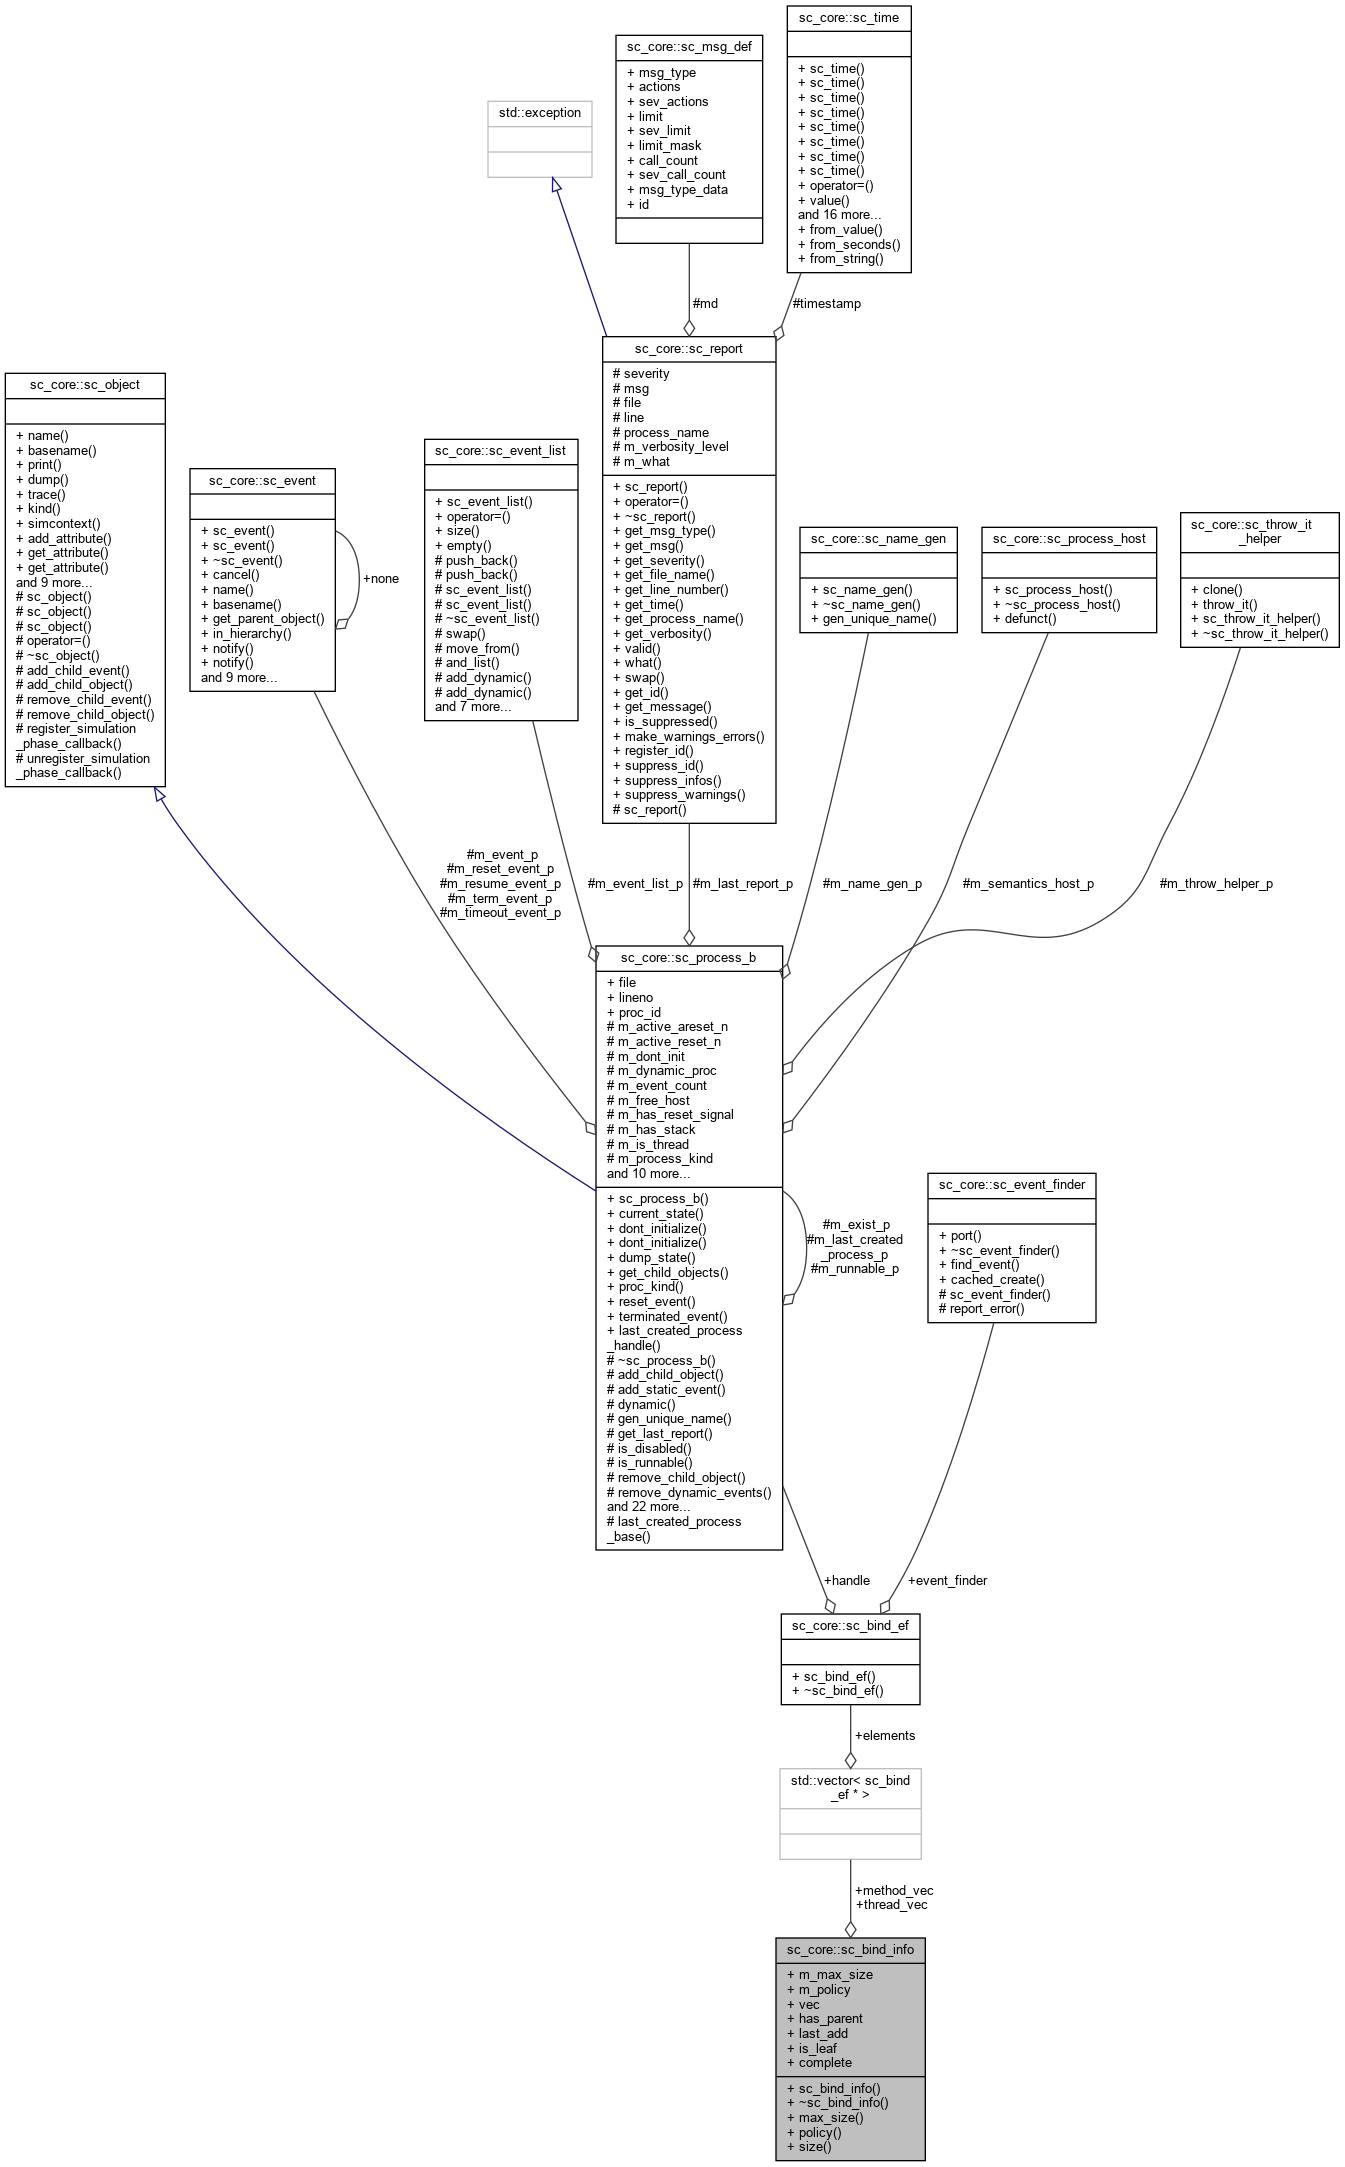 sc_core::sc_time
+ sc_time()
+ sc_time()
+ sc_time()
+ sc_time()
+ sc_time()
+ sc_time()
+ sc_time()
+ sc_time()
+ operator=()
+ value()
and 16 more...
+ from_value()
+ from_seconds()
+ from_string()
sc_core::sc_msg_def
+ msg_type
+ actions
+ sev_actions
+ limit
+ sev_limit
+ limit_mask
+ call_count
+ sev_call_count
+ msg_type_data
+ id
std::exception
#md
#timestamp
sc_core::sc_report
# severity
# msg
# file
# line
# process_name
# m_verbosity_level
# m_what
+ sc_report()
+ operator=()
+ ~sc_report()
+ get_msg_type()
+ get_msg()
+ get_severity()
+ get_file_name()
+ get_line_number()
+ get_time()
+ get_process_name()
+ get_verbosity()
+ valid()
+ what()
+ swap()
+ get_id()
+ get_message()
+ is_suppressed()
+ make_warnings_errors()
+ register_id()
+ suppress_id()
+ suppress_infos()
+ suppress_warnings()
# sc_report()
sc_core::sc_object
+ name()
+ basename()
+ print()
+ dump()
+ trace()
+ kind()
+ simcontext()
+ add_attribute()
+ get_attribute()
+ get_attribute()
and 9 more...
# sc_object()
# sc_object()
# sc_object()
# operator=()
# ~sc_object()
# add_child_event()
# add_child_object()
# remove_child_event()
# remove_child_object()
# register_simulation
_phase_callback()
# unregister_simulation
_phase_callback()
sc_core::sc_event
+ sc_event()
+ sc_event()
+ ~sc_event()
+ cancel()
+ name()
+ basename()
+ get_parent_object()
+ in_hierarchy()
+ notify()
+ notify()
and 9 more...
+none
sc_core::sc_event_list
+ sc_event_list()
+ operator=()
+ size()
+ empty()
# push_back()
# push_back()
# sc_event_list()
# sc_event_list()
# ~sc_event_list()
# swap()
# move_from()
# and_list()
# add_dynamic()
# add_dynamic()
and 7 more...
sc_core::sc_name_gen
+ sc_name_gen()
+ ~sc_name_gen()
+ gen_unique_name()
sc_core::sc_process_host
+ sc_process_host()
+ ~sc_process_host()
+ defunct()
sc_core::sc_throw_it
_helper
+ clone()
+ throw_it()
+ sc_throw_it_helper()
+ ~sc_throw_it_helper()
#m_event_p
#m_reset_event_p
#m_resume_event_p
#m_term_event_p
#m_timeout_event_p
#m_event_list_p
#m_last_report_p
#m_name_gen_p
#m_semantics_host_p
#m_throw_helper_p
sc_core::sc_process_b
+ file
+ lineno
+ proc_id
# m_active_areset_n
# m_active_reset_n
# m_dont_init
# m_dynamic_proc
# m_event_count
# m_free_host
# m_has_reset_signal
# m_has_stack
# m_is_thread
# m_process_kind
and 10 more...
+ sc_process_b()
+ current_state()
+ dont_initialize()
+ dont_initialize()
+ dump_state()
+ get_child_objects()
+ proc_kind()
+ reset_event()
+ terminated_event()
+ last_created_process
_handle()
# ~sc_process_b()
# add_child_object()
# add_static_event()
# dynamic()
# gen_unique_name()
# get_last_report()
# is_disabled()
# is_runnable()
# remove_child_object()
# remove_dynamic_events()
and 22 more...
# last_created_process
_base()
#m_exist_p
#m_last_created
_process_p
#m_runnable_p
sc_core::sc_event_finder
+ port()
+ ~sc_event_finder()
+ find_event()
+ cached_create()
# sc_event_finder()
# report_error()
+handle
+event_finder
sc_core::sc_bind_ef
+ sc_bind_ef()
+ ~sc_bind_ef()
+elements
std::vector< sc_bind
_ef * >
+method_vec
+thread_vec
sc_core::sc_bind_info
+ m_max_size
+ m_policy
+ vec
+ has_parent
+ last_add
+ is_leaf
+ complete
+ sc_bind_info()
+ ~sc_bind_info()
+ max_size()
+ policy()
+ size()